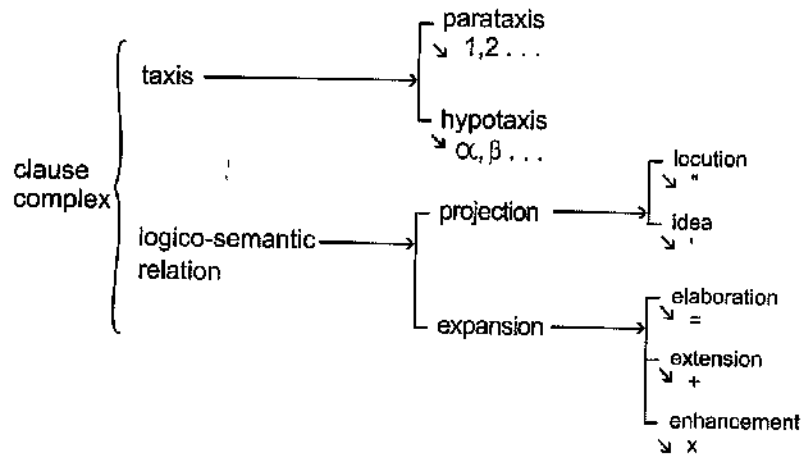 parataxis
↘ 1,2 . . .
taxis
hypotaxis
↘ α, β . . .
clause
complex
locution
↘ "
projection
idea
↘ '
logico-semantic
relation
elaboration
↘ =
expansion
extension
↘ +
enhancement
↘ x